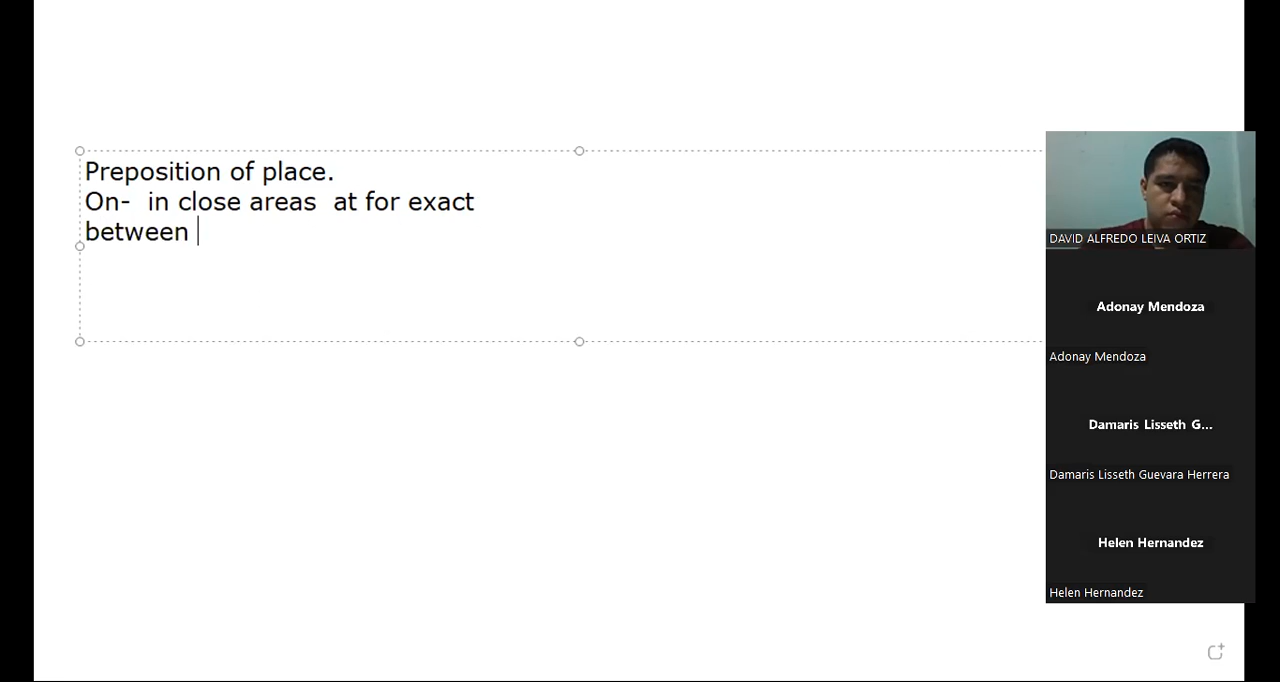 Preposition of place.
On-  in close areas  at for exact
between
DAVID ALFREDO LEIVA ORTIZ
Adonay Mendoza
Adonay Mendoza
Damaris Lisseth G...
Damaris Lisseth Guevara Herrera
Helen Hernandez
Helen Hernandez